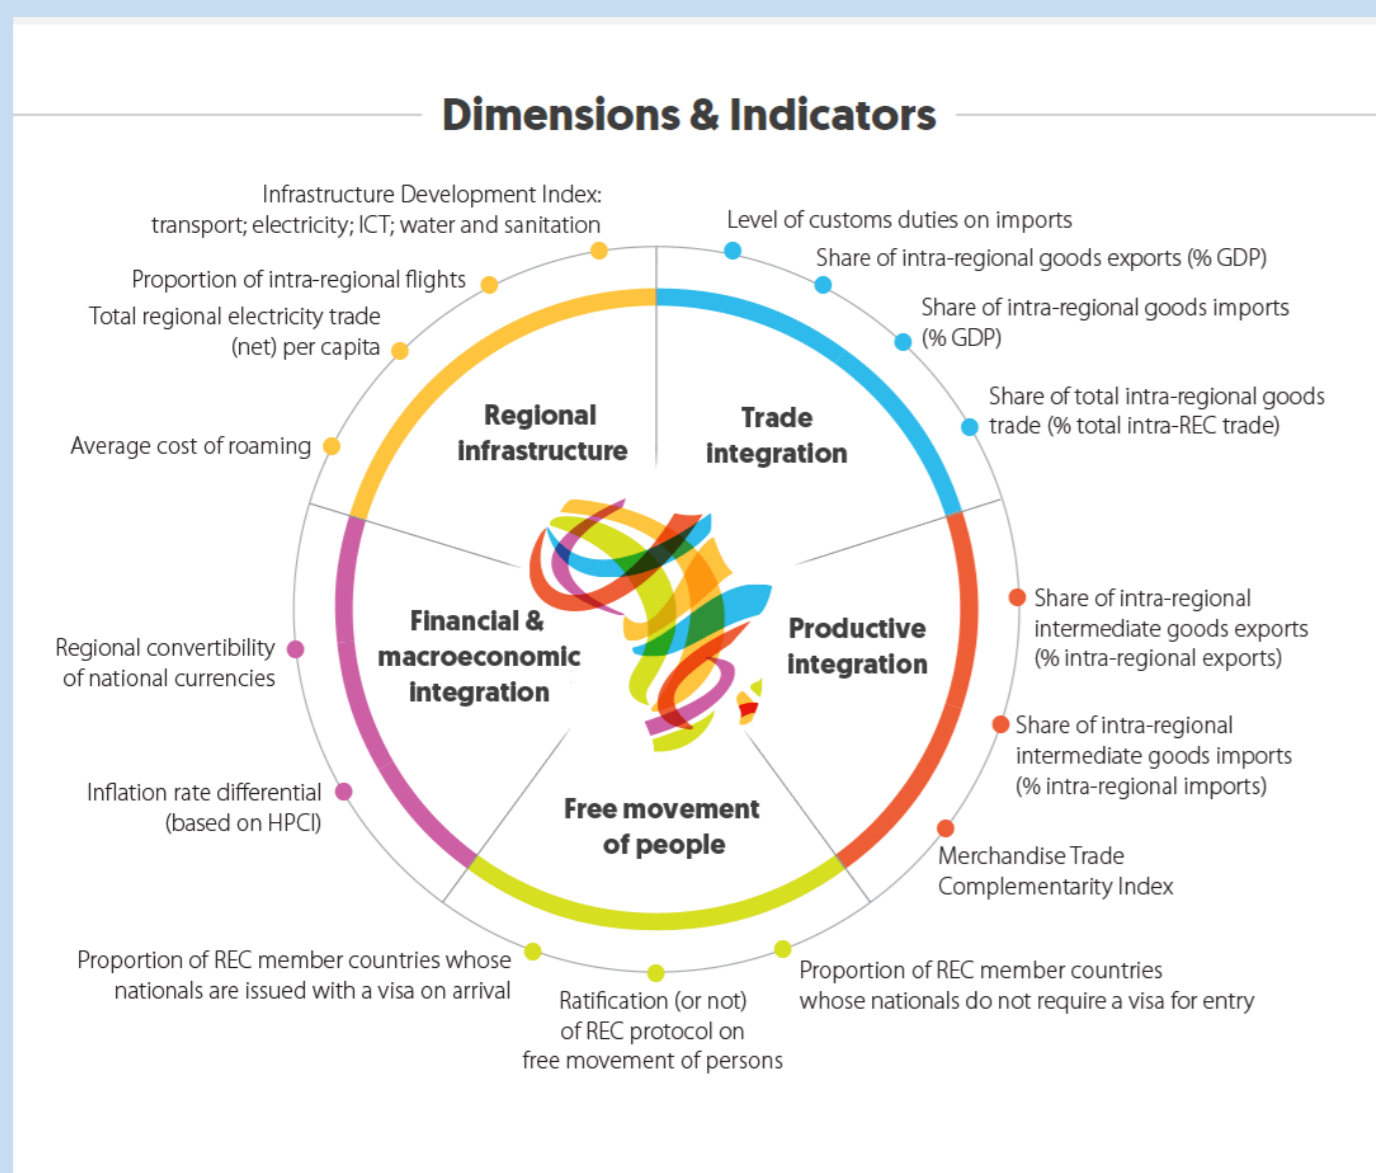 Dimensions & Indicators
Infrastructure Development Index:
transport; electricity; ICT; water and sanitation
Proportion of intra-regional flights
Total regional electricity trade
(net) per capita
Average cost of roaming
Regional
infrastructure
Level of customs duties on imports
Share of intra-regional goods exports (% GDP)
Share of intra-regional goods imports
(% GDP)
Share of total intra-regional goods
trade (% total intra-REC trade)
Trade
integration
Share of intra-regional
intermediate goods exports
(% intra-regional exports)
Share of intra-regional
intermediate goods imports
(% intra-regional imports)
Merchandise Trade
Complementarity Index
Productive
integration
Financial &
macroeconomic
integration
Regional convertibility
of national currencies
Inflation rate differential
(based on HPCI)
Free movement
of people
Proportion of REC member countries whose
nationals are issued with a visa on arrival
Ratification (or not)
of REC protocol on
free movement of persons
Proportion of REC member countries
whose nationals do not require a visa for entry